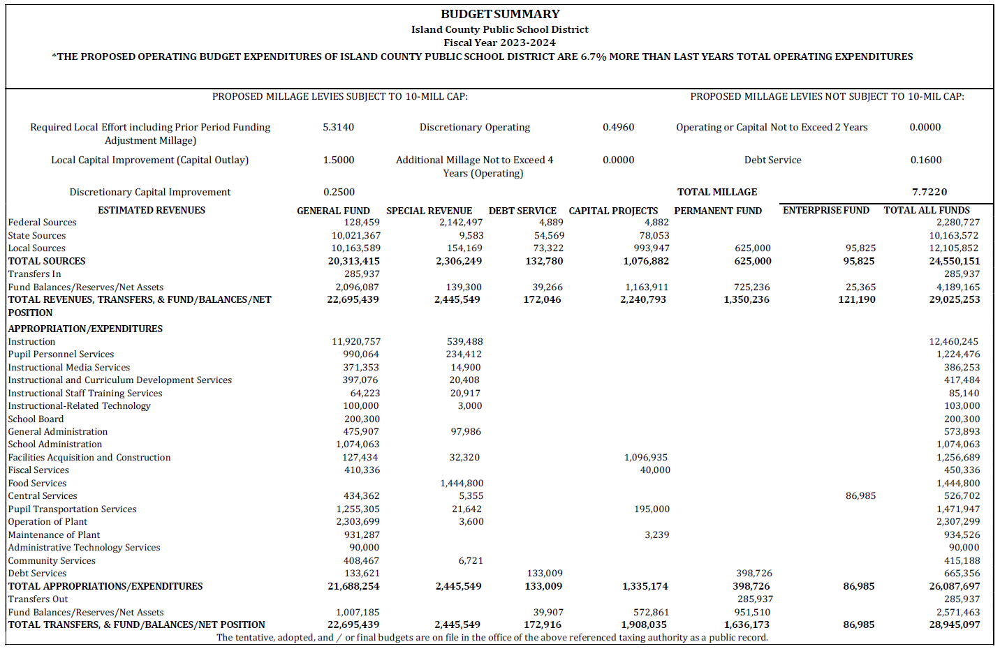 BUDGET SUMMARY
Island County Public School District
Fiscal Year 2023-2024
*THE PROPOSED OPERATING BUDGET EXPENDITURES OF ISLAND COUNTY PUBLIC SCHOOL DISTRICT ARE 6.7% MORE THAN LAST YEARS TOTAL OPERATING EXPENDITURES
PROPOSED MILLAGE LEVIES SUBJECT TO 10-MILL CAP: PROPOSED MILLAGE LEVIES NOT SUBJECT TO 10-MIL CAP:
Required Local Effort including Prior Period Funding 5.3140 Discretionary Operating 0.4960 Operating or Capital Not to Exceed 2 Years 0.0000
Adjustment Millage)
Local Capital Improvement (Capital Outlay) 1.5000 Additional Millage Not to Exceed 4 0.0000 Debt Service 0.1600
Years (Operating)
Discretionary Capital Improvement 0.2500 TOTAL MILLAGE 7.7220
ESTIMATED REVENUES GENERAL FUND SPECIAL REVENUE DEBT SERVICE CAPITAL PROJECTS PERMANENT FUND ENTERPRISE FUND TOTAL ALL FUNDS
Federal Sources 128,459 2,142,497 4,889 4,882 2,280,727
State Sources 10,021,367 9,583 54,569 78,053 10,163,572
Local Sources 10,163,589 154,169 73,322 993,947 625,000 95,825 12,105,852
TOTAL SOURCES 20,313,415 2,306,249 132,780 1,076,882 625,000 95,825 24,550,151
Transfers In 285,937 285,937
Fund Balances/Reserves/Net Assets 2,096,087 139,300 39,266 1,163,911 725,236 25,365 4,189,165
TOTAL REVENUES, TRANSFERS, & FUND/BALANCES/NET 22,695,439 2,445,549 172,046 2,240,793 1,350,236 121,190 29,025,253
POSITION
APPROPRIATION/EXPENDITURES
Instruction 11,920,757 539,488 12,460,245
Pupil Personnel Services 990,064 234,412 1,224,476
Instructional Media Services 371,353 14,900 386,253
Instructional and Curriculum Development Services 397,076 20,408 417,484
Instructional Staff Training Services 64,223 20,917 85,140
Instructional-Related Technology 100,000 3,000 103,000
School Board 200,300 200,300
General Administration 475,907 97,986 573,893
School Administration 1,074,063 1,074,063
Facilities Acquisition and Construction 127,434 32,320 1,096,935 1,256,689
Fiscal Services 410,336 40,000 450,336
Food Services 1,444,800 1,444,800
Central Services 434,362 5,355 86,985 526,702
Pupil Transportation Services 1,255,305 21,642 195,000 1,471,947
Operation of Plant 2,303,699 3,600 2,307,299
Maintenance of Plant 931,287 3,239 934,526
Administrative Technology Services 90,000 90,000
Community Services 408,467 6,721 415,188
Debt Services 133,621 133,009 398,726 665,356
TOTAL APPROPRIATIONS/EXPENDITURES 21,688,254 2,445,549 133,009 1,335,174 398,726 86,985 26,087,697
Transfers Out 285,937 285,937
Fund Balances/Reserves/Net Assets 1,007,185 39,907 572,861 951,510 2,571,463
TOTAL TRANSFERS, & FUND/BALANCES/NET POSITION 22,695,439 2,445,549 172,916 1,908,035 1,636,173 86,985 28,945,097
The tentative, adopted, and / or final budgets are on file in the office of the above referenced taxing authority as a public record.